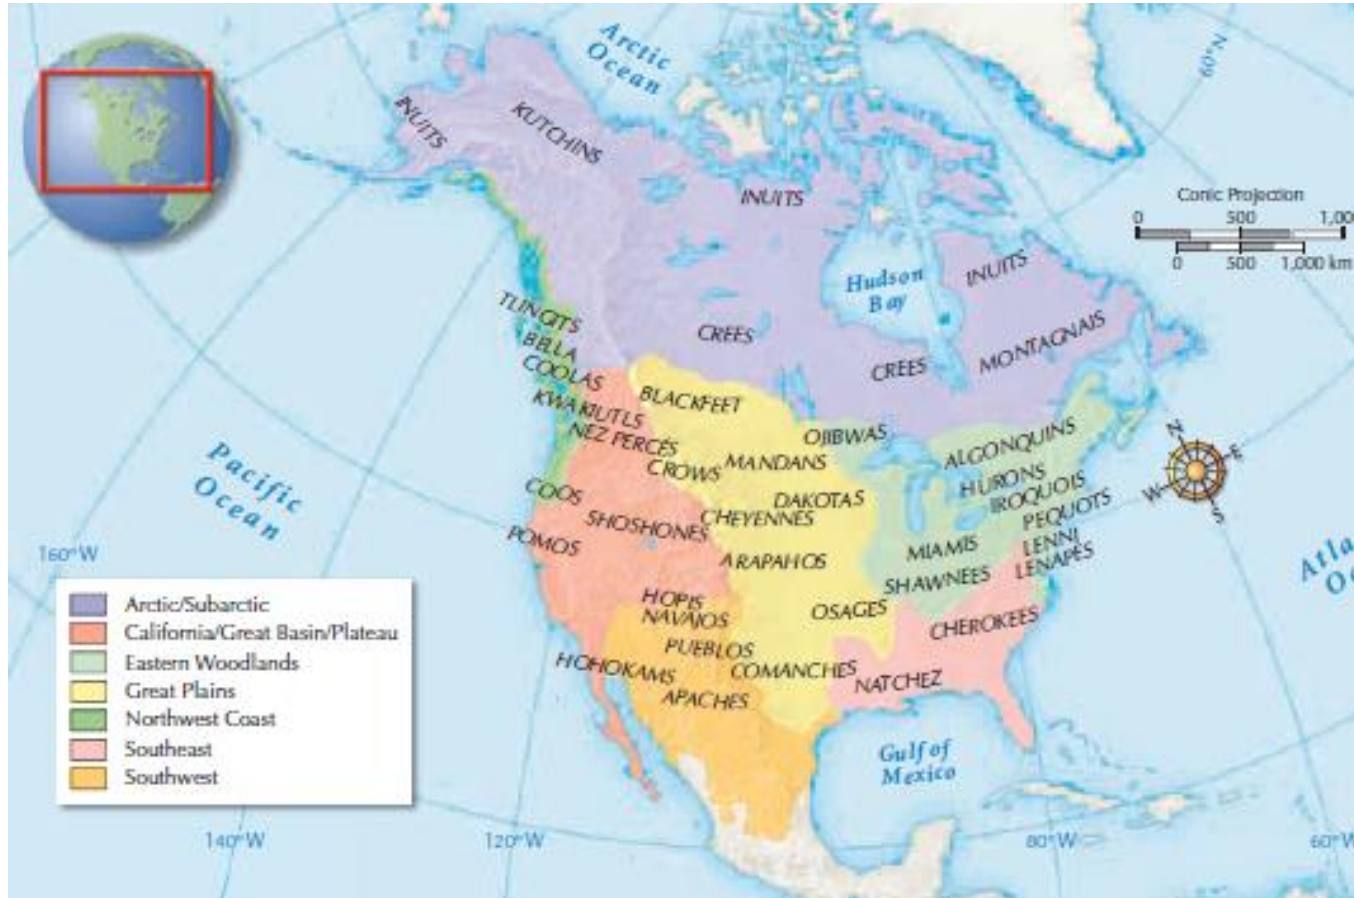 Arctic
Ocean
60°N
INUITS
KUTCHINS
INUITS
Conic Projection
0 500 1,00
0 500 1,000 km
Hudson
Bay
INUITS
TLINGITS
BELLA
COOLAS
CREES
CREES
MONTAGNAIS
KWAKIUTLS
NEZ PERCÉS
BLACKFEET
OJIBWAS
ALGONQUINS
CROWS
MANDANS
HURONS
IROQUOIS
PEQUOTS
N
E
W
S
Pacific
Ocean
COOS
SHOSHONES
DAKOTAS
CHEYENNES
POMOS
ARAPAHOS
MIAMIS
LENNI
LENAPES
SHAWNEES
Atla
Oc
160°W
HOPIS
NAVAJOS
PUEBLOS
OSAGES
CHEROKEES
HOHOKAMS
APACHES
COMANCHES
NATCHEZ
Gulf of
Mexico
Arctic/Subarctic
California/Great Basin/Plateau
Eastern Woodlands
Great Plains
Northwest Coast
Southeast
Southwest
140°W
120°W
80°W
60°W